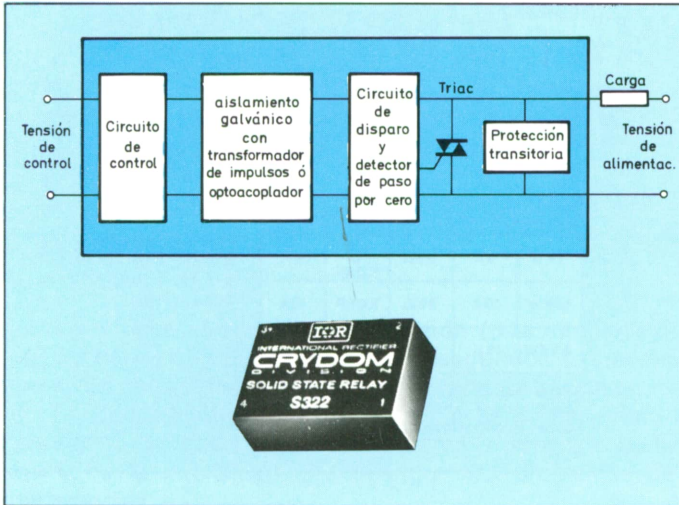 Tensión
de
control
Circuito
de
control
aislamiento
galvánico
con
transformador
de impulsos ó
optoacoplador
Circuito
de
disparo
y
detector
de paso
por cero
Triac
Protección
transitoria
Carga
Tensión
de
alimentac.
3+
IOR
2
INTERNATIONAL RECTIFIER
CRYDOM
DIVISION
SOLID STATE RELAY
4
S322
1